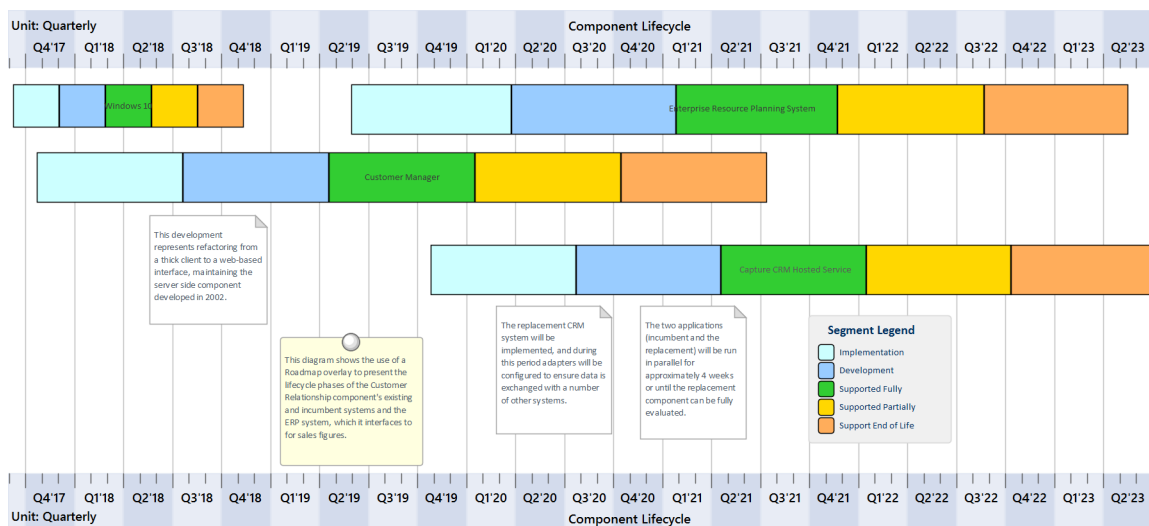 Unit: Quarterly
Component Lifecycle
Q4'17 Q1'18 Q2'18 Q3'18 Q4'18 Q1'19 Q2'19 Q3'19 Q4'19 Q1'20 Q2'20 Q3'20 Q4'20 Q1'21 Q2'21 Q3'21 Q4'21 Q1'22 Q2'22 Q3'22 Q4'22 Q1'23 Q2'23
Windows 10
Enterprise Resource Planning System
Customer Manager
This development
represents refactoring from
a thick client to a web-based
interface, maintaining the
server side component
developed in 2002.
Capture CRM Hosted Service
This diagram shows the use of a
Roadmap overlay to present the
lifecycle phases of the Customer
Relationship component's existing
and incumbent systems and the
ERP system, which it interfaces to
for sales figures.
The replacement CRM
system will be
implemented, and during
this period adapters will be
configured to ensure data is
exchanged with a number
of other systems.
The two applications
(incumbent and the
replacement) will be run
in parallel for
approximately 4 weeks
or until the replacement
component can be fully
evaluated.
Segment Legend
Implementation
Development
Supported Fully
Supported Partially
Support End of Life
Q4'17 Q1'18 Q2'18 Q3'18 Q4'18 Q1'19 Q2'19 Q3'19 Q4'19 Q1'20 Q2'20 Q3'20 Q4'20 Q1'21 Q2'21 Q3'21 Q4'21 Q1'22 Q2'22 Q3'22 Q4'22 Q1'23 Q2'23
Unit: Quarterly
Component Lifecycle